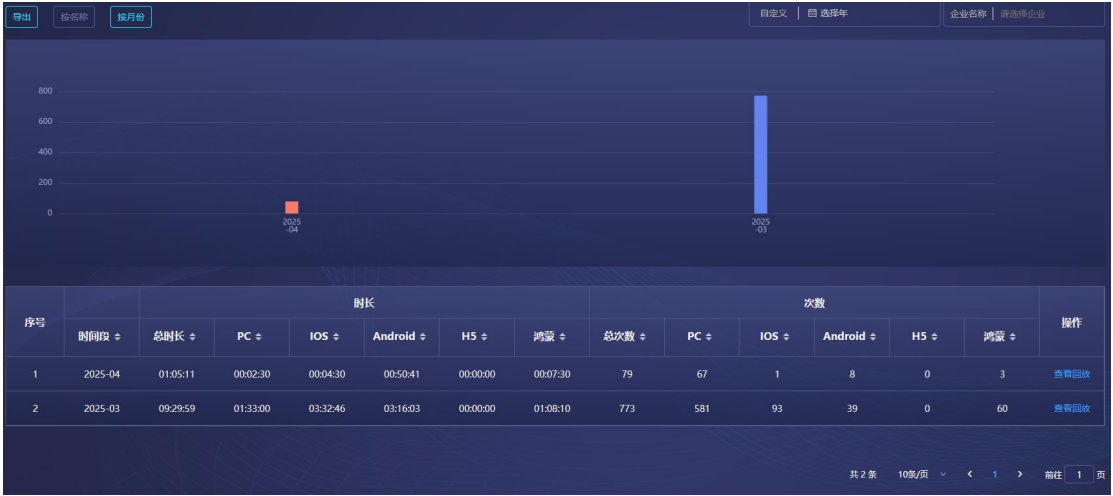 导出 按名称 按月份 自定义 选择年 企业名称 请选择企业
800
600
400
200
0
2025 2025
-04 -03
时长 次数
序号 操作
时间段 总时长 PC IOS Android H5 鸿蒙 总次数 PC IOS Android H5 鸿蒙
1 2025-04 01:05:11 00:02:30 00:04:30 00:50:41 00:00:00 00:07:30 79 67 1 8 0 3 查看回放
2 2025-03 09:29:59 01:33:00 03:32:46 03:16:03 00:00:00 01:08:10 773 581 93 39 0 60 查看回放
共 2 条 10条/页 1 前往 1 页